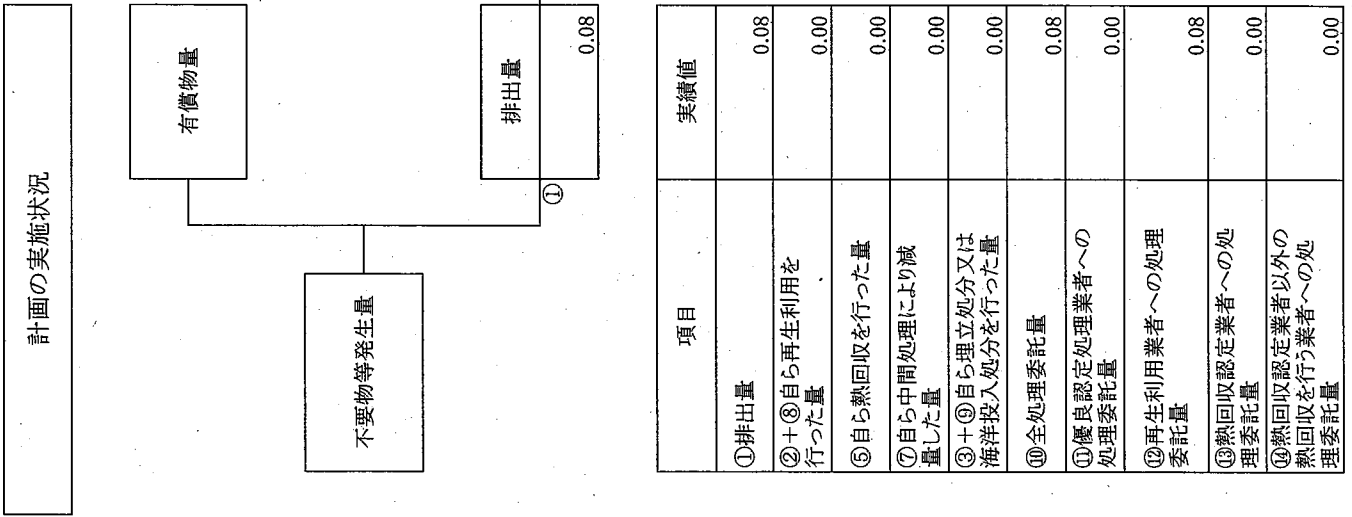 計画の実施状況
有償物量
不要物等発生量
排出量
①
0.08
項目
実績値
①排出量
0.08
②+⑧自ら再生利用を
行った量
0.00
⑤自ら熱回収を行った量
0.00
⑦自ら中間処理により減
量した量
0.00
③+⑨自ら埋立処分又は
海洋投入処分を行った量
0.00
⑩全処理委託量
0.08
⑪優良認定処理業者への
処理委託量
0.00
⑫再生利用業者への処理
委託量
0.08
⑬熱回収認定業者への処
理委託量
0.00
⑭熱回収認定業者以外の
熱回収を行う業者への処
理委託量
0.00